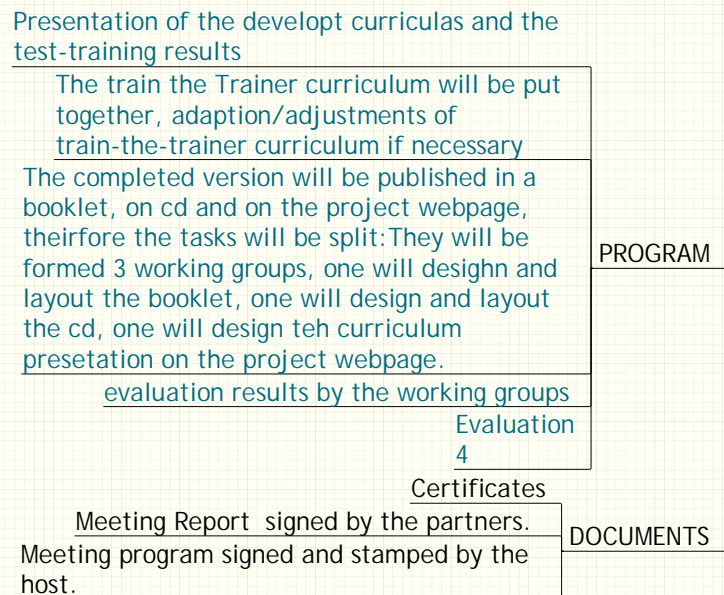 Presentation of the developt curriculas and the
test-training results
The train the Trainer curriculum will be put
together, adaption/adjustments of
train-the-trainer curriculum if necessary
The completed version will be published in a
booklet, on cd and on the project webpage,
theirfore the tasks will be split:They will be
formed 3 working groups, one will desighn and
layout the booklet, one will design and layout
the cd, one will design teh curriculum
presetation on the project webpage.
evaluation results by the working groups
Evaluation
4
PROGRAM
Certificates
Meeting Report signed by the partners.
Meeting program signed and stamped by the
host.
DOCUMENTS